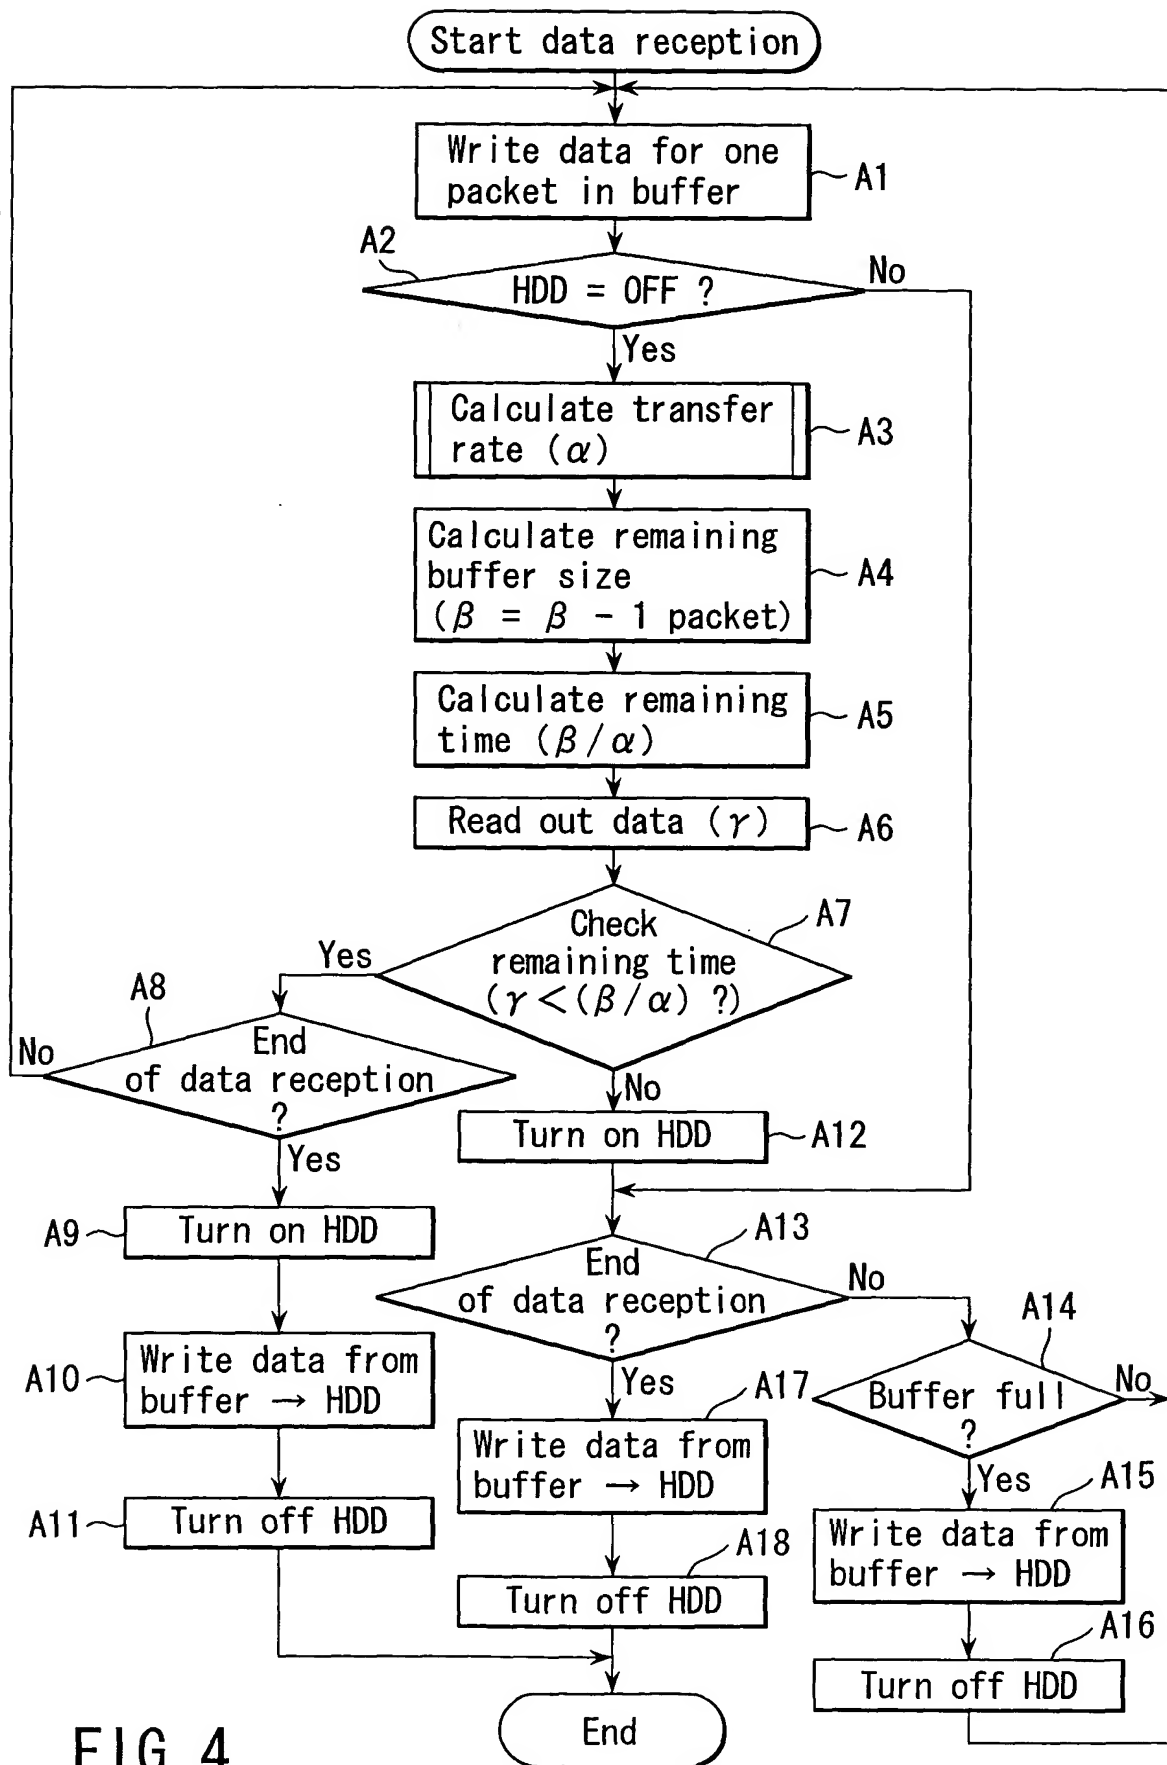 Start data reception
Write data for one
packet in buffer
A1
A2
HDD = OFF ?
No
Yes
Calculate transfer
rate (α)
A3
Calculate remaining
buffer size
(β = β - 1 packet)
A4
Calculate remaining
time (β/α)
A5
Read out data (γ)
A6
Check
remaining time
(γ<(β/α) ?)
A7
Yes
No
A8
End
of data reception
?
No
Yes
Turn on HDD
A12
A9
Turn on HDD
A13
End
of data reception
?
No
Yes
A10
Write data from
buffer → HDD
A14
Buffer full
?
No
Yes
A17
Write data from
buffer → HDD
A11
Turn off HDD
A15
Write data from
buffer → HDD
A18
Turn off HDD
A16
Turn off HDD
End
FIG. 4